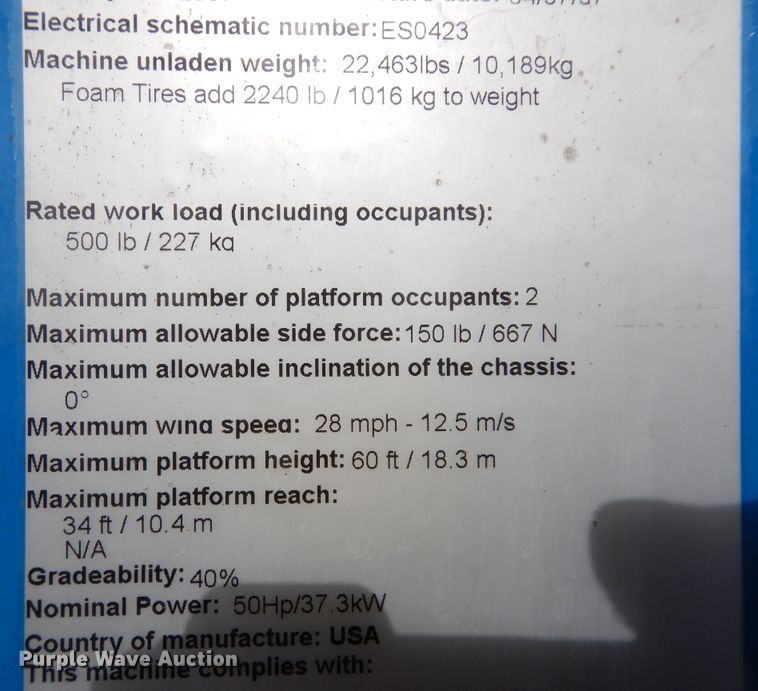 Electrical schematic number: ES0423
Machine unladen weight: 22,463lbs / 10,189kg
Foam Tires add 2240 lb / 1016 kg to weight
Rated work load (including occupants):
500 lb / 227 kg
Maximum number of platform occupants: 2
Maximum allowable side force: 150 lb / 667 N
Maximum allowable inclination of the chassis:
0°
Maximum wind speed: 28 mph - 12.5 m/s
Maximum platform height: 60 ft / 18.3 m
Maximum platform reach:
34 ft / 10.4 m
N/A
Gradeability: 40%
Nominal Power: 50Hp/37.3kW
Country of manufacture: USA
Purple Wave Auction
This machine complies with: